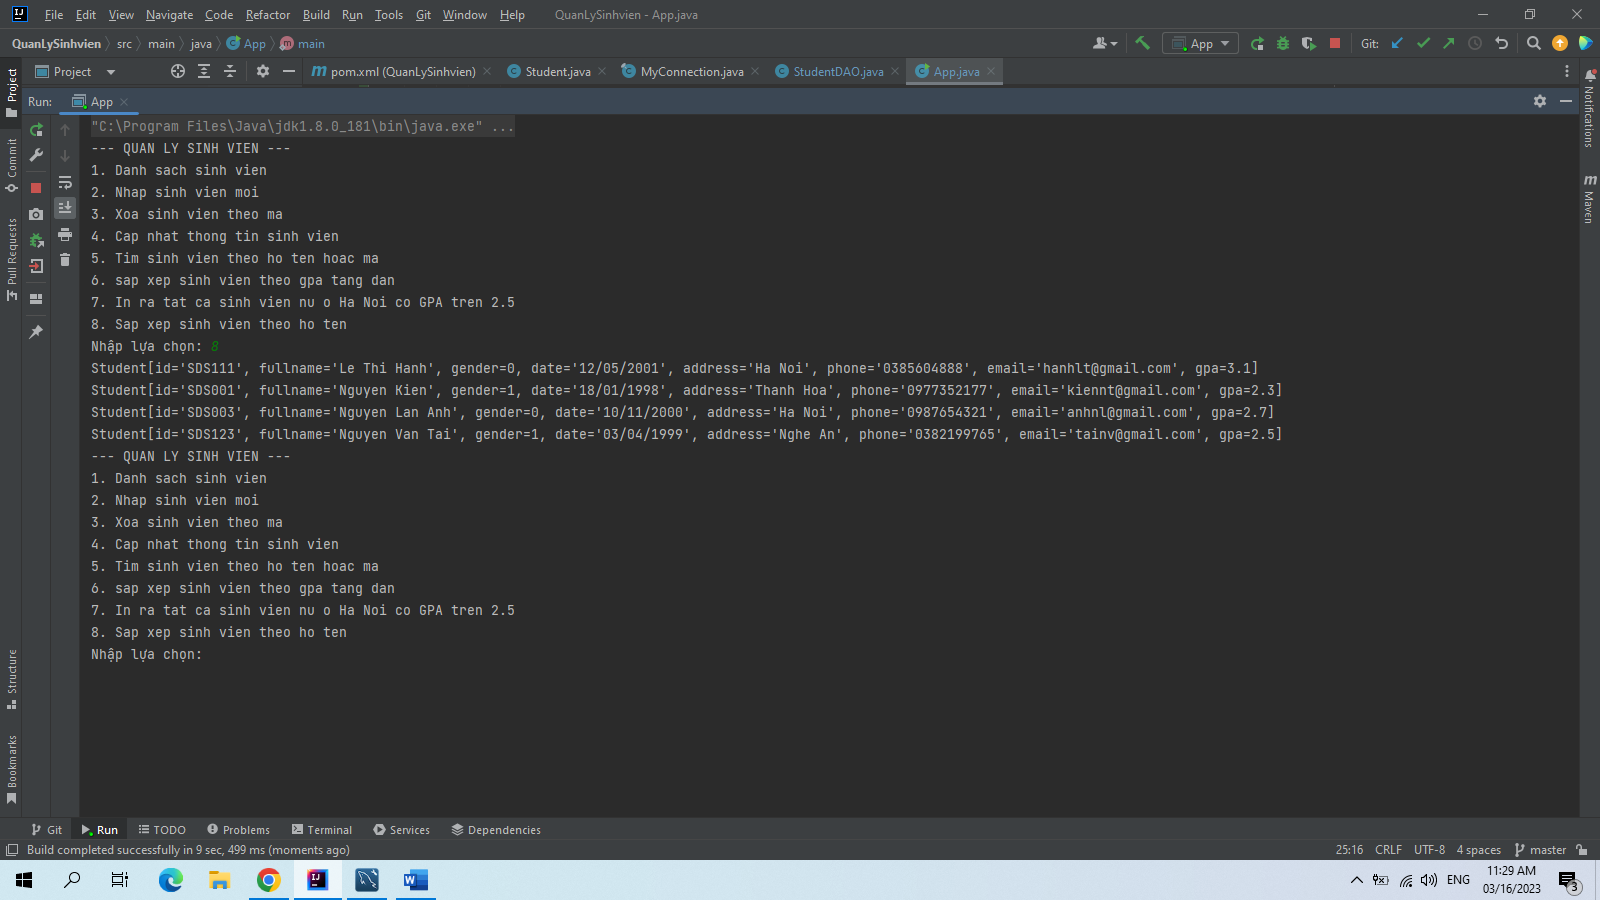 File Edit View Navigate Code Refactor Build Run Tools Git Window Help QuanLySinhvien - App.java
QuanLySinhvien src main java App main
App Git:
Project
pom.xml (QuanLySinhvien) Student.java MyConnection.java StudentDAO.java App.java
Run: App
"C:\Program Files\Java\jdk1.8.0_181\bin\java.exe" ...
--- QUAN LY SINH VIEN ---
1. Danh sach sinh vien
2. Nhap sinh vien moi
3. Xoa sinh vien theo ma
4. Cap nhat thong tin sinh vien
5. Tim sinh vien theo ho ten hoac ma
6. sap xep sinh vien theo gpa tang dan
7. In ra tat ca sinh vien nu o Ha Noi co GPA tren 2.5
8. Sap xep sinh vien theo ho ten
Nhập lựa chọn: 8
Student[id='SDS111', fullname='Le Thi Hanh', gender=0, date='12/05/2001', address='Ha Noi', phone='0385604888', email='hanhlt@gmail.com', gpa=3.1]
Student[id='SDS001', fullname='Nguyen Kien', gender=1, date='18/01/1998', address='Thanh Hoa', phone='0977352177', email='kiennt@gmail.com', gpa=2.3]
Student[id='SDS003', fullname='Nguyen Lan Anh', gender=0, date='10/11/2000', address='Ha Noi', phone='0987654321', email='anhnl@gmail.com', gpa=2.7]
Student[id='SDS123', fullname='Nguyen Van Tai', gender=1, date='03/04/1999', address='Nghe An', phone='0382199765', email='tainv@gmail.com', gpa=2.5]
--- QUAN LY SINH VIEN ---
1. Danh sach sinh vien
2. Nhap sinh vien moi
3. Xoa sinh vien theo ma
4. Cap nhat thong tin sinh vien
5. Tim sinh vien theo ho ten hoac ma
6. sap xep sinh vien theo gpa tang dan
7. In ra tat ca sinh vien nu o Ha Noi co GPA tren 2.5
8. Sap xep sinh vien theo ho ten
Nhập lựa chọn:
Project
Commit
Pull Requests
Structure
Bookmarks
Notifications
Maven
Git Run TODO Problems Terminal Services Dependencies
Build completed successfully in 9 sec, 499 ms (moments ago) 25:16 CRLF UTF-8 4 spaces master
ENG
11:29 AM
03/16/2023
3